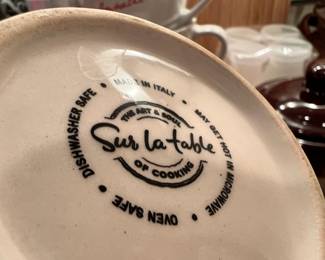 MADE IN ITALY
THE ART & SOUL
Sur la table
OF COOKING
DISHWASHER SAFE
MAY GET HOT IN MICROWAVE
OVEN SAFE